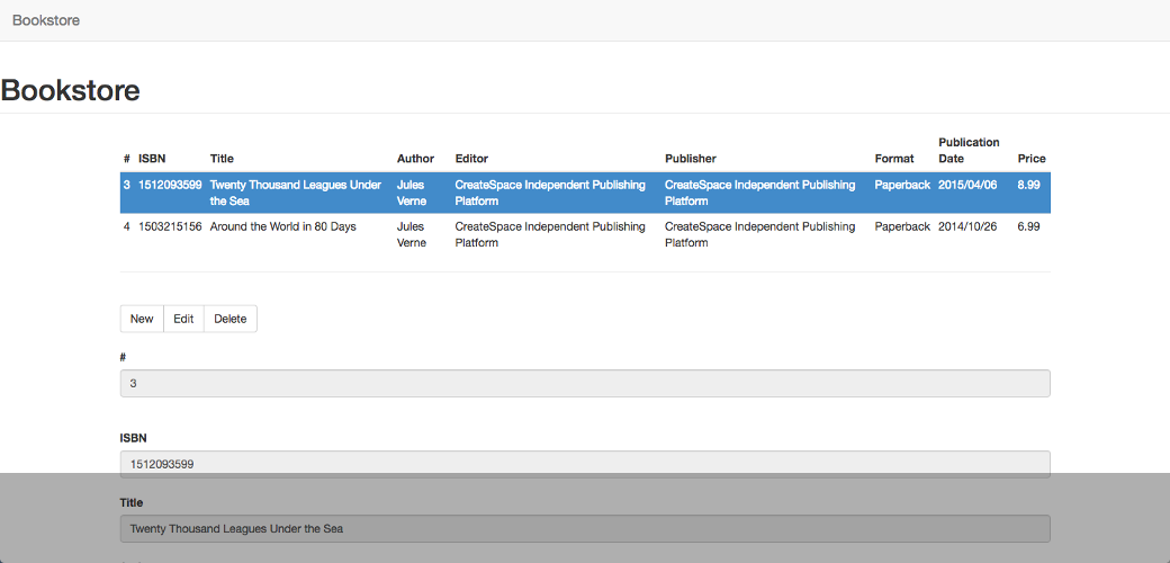 Bookstore
Bookstore
# ISBN Title Author Editor Publisher Format Publication Date Price
3 1512093599 Twenty Thousand Leagues Under the Sea Jules Verne CreateSpace Independent Publishing Platform CreateSpace Independent Publishing Platform Paperback 2015/04/06 8.99
4 1503215156 Around the World in 80 Days Jules Verne CreateSpace Independent Publishing Platform CreateSpace Independent Publishing Platform Paperback 2014/10/26 6.99
New Edit Delete
#
3
ISBN
1512093599
Title
Twenty Thousand Leagues Under the Sea